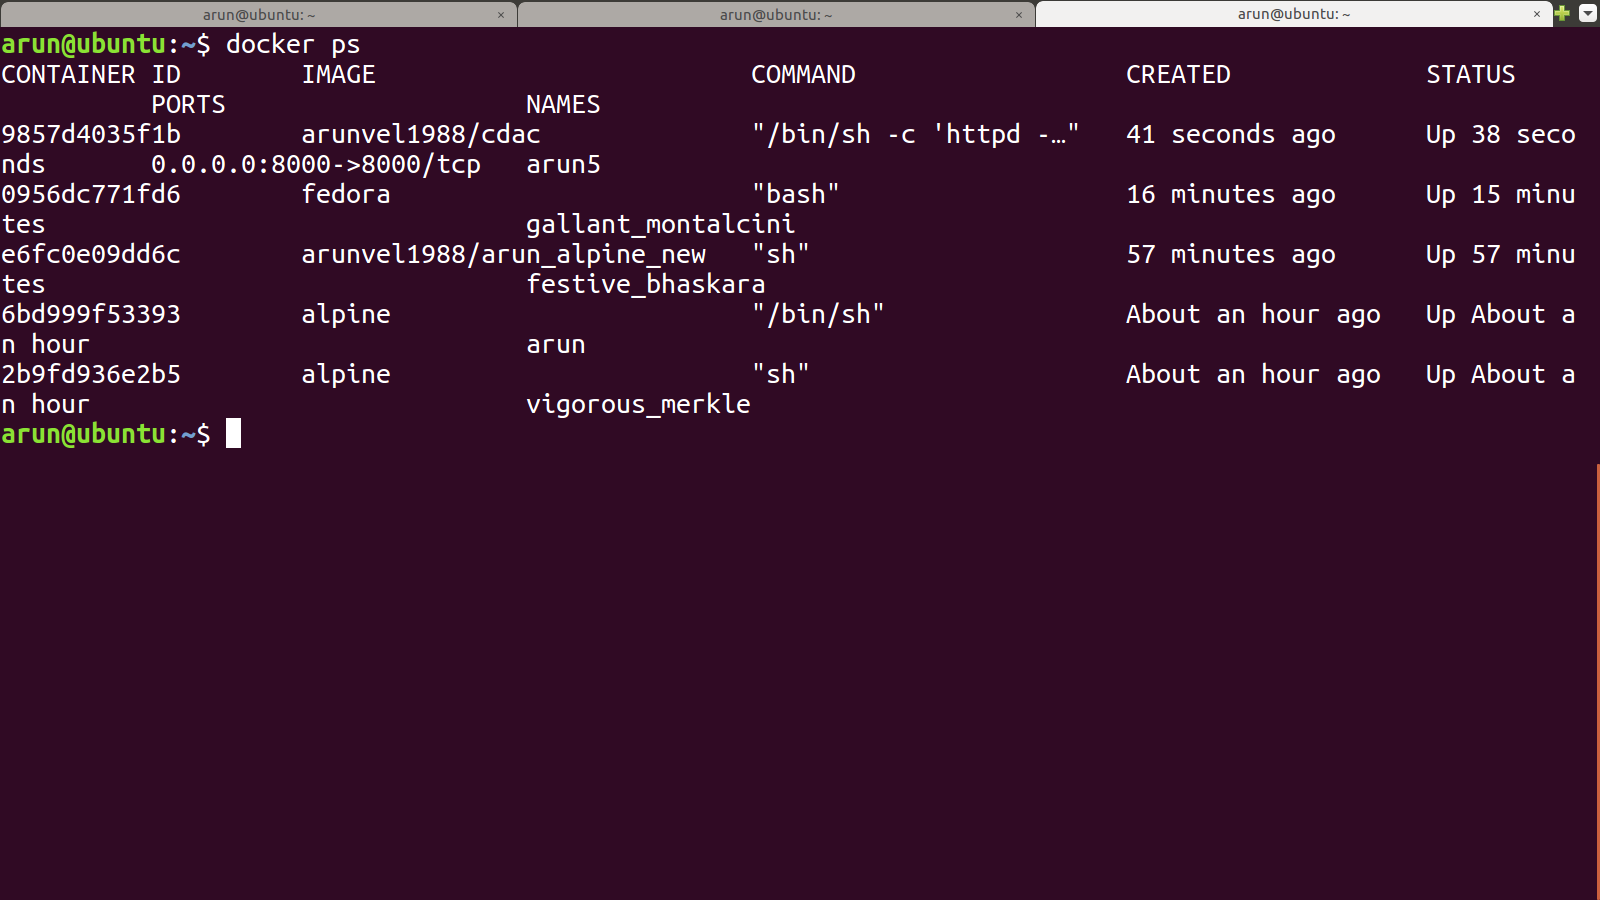 arun@ubuntu: ~ × arun@ubuntu: ~ × arun@ubuntu: ~ ×
arun@ubuntu:~$ docker ps
CONTAINER ID        IMAGE                         COMMAND                  CREATED             STATUS
          PORTS                    NAMES
9857d4035f1b        arunvel1988/cdac              "/bin/sh -c 'httpd -…"   41 seconds ago      Up 38 seco
nds       0.0.0.0:8000->8000/tcp   arun5
0956dc771fd6        fedora                        "bash"                   16 minutes ago      Up 15 minu
tes                                gallant_montalcini
e6fc0e09dd6c        arunvel1988/arun_alpine_new   "sh"                     57 minutes ago      Up 57 minu
tes                                festive_bhaskara
6bd999f53393        alpine                        "/bin/sh"                About an hour ago   Up About a
n hour                             arun
2b9fd936e2b5        alpine                        "sh"                     About an hour ago   Up About a
n hour                             vigorous_merkle
arun@ubuntu:~$